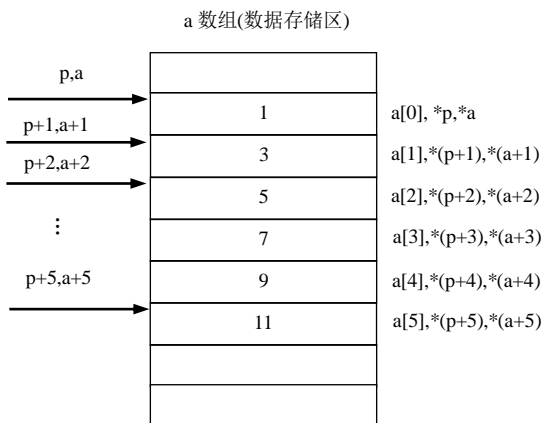 a 数组(数据存储区)
p,a
1 a[0], *p,*a
p+1,a+1
3 a[1],*(p+1),*(a+1)
p+2,a+2
5 a[2],*(p+2),*(a+2)
⋮
7 a[3],*(p+3),*(a+3)
p+5,a+5
9 a[4],*(p+4),*(a+4)
11 a[5],*(p+5),*(a+5)